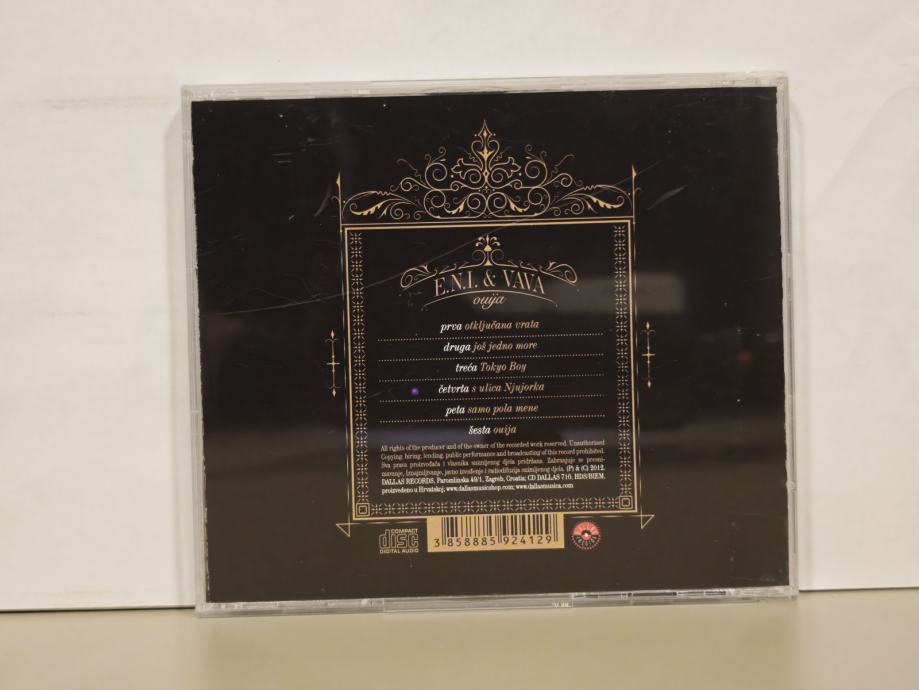 E.N.I. & VAVA
ouija
prva otključana vrata
druga još jedno more
treća Tokyo Boy
četvrta s ulica Njujorka
peta samo pola mene
šesta ouija
All rights of the producer and of the owner of the recorded work reserved. Unauthorised
Copying, hiring, lending, public performance and broadcasting of this record prohibited.
Sva prava proizvođača i vlasnika snimljenog djela pridržana. Zabranjuje se presni-
mavanje, iznajmljivanje, javno izvođenje i radiodifuzija snimljenog djela. (P) & (C) 2012.
DALLAS RECORDS, Paromlinska 49/1, Zagreb, Croatia; CD DALLAS 710, HDS/BIEM,
proizvedeno u Hrvatskoj; www.dallasmusicshop.com; www.dallasmusica.com
COMPACT
disc
DIGITAL AUDIO
3 858885 924129